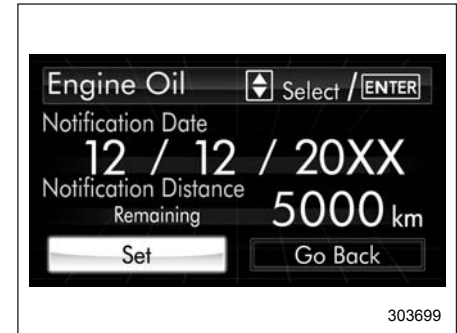 Engine Oil Select / ENTER
Notification Date
12 / 12 / 20XX
Notification Distance
Remaining 5000 km
Set Go Back
303699